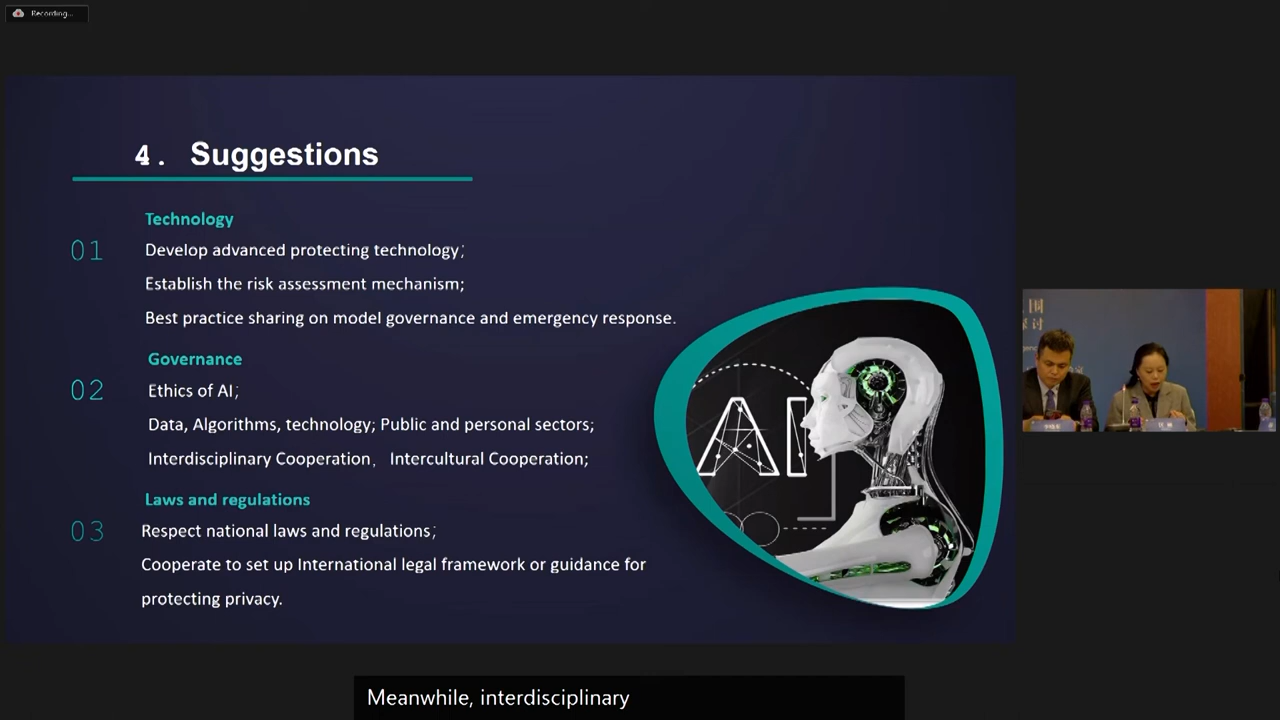 Recording...
4. Suggestions
Technology
01
Develop advanced protecting technology;
Establish the risk assessment mechanism;
Best practice sharing on model governance and emergency response.
Governance
02
Ethics of AI;
Data, Algorithms, technology; Public and personal sectors;
Interdisciplinary Cooperation, Intercultural Cooperation;
Laws and regulations
03
Respect national laws and regulations;
Cooperate to set up International legal framework or guidance for
protecting privacy.
AI
围
探讨
Meanwhile, interdisciplinary